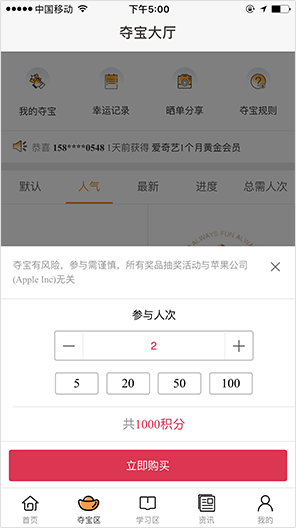 中国移动 下午5:00
夺宝大厅
我的夺宝 幸运记录 晒单分享 夺宝规则
恭喜 158****0548 1天前获得 爱奇艺1个月黄金会员
默认 人气 最新 进度 总需人次
ALWAYS FUN ALWAY
夺宝有风险，参与需谨慎，所有奖品抽奖活动与苹果公司
(Apple Inc)无关
参与人次
2
5 20 50 100
共1000积分
立即购买
首页 夺宝区 学习区 资讯 我的